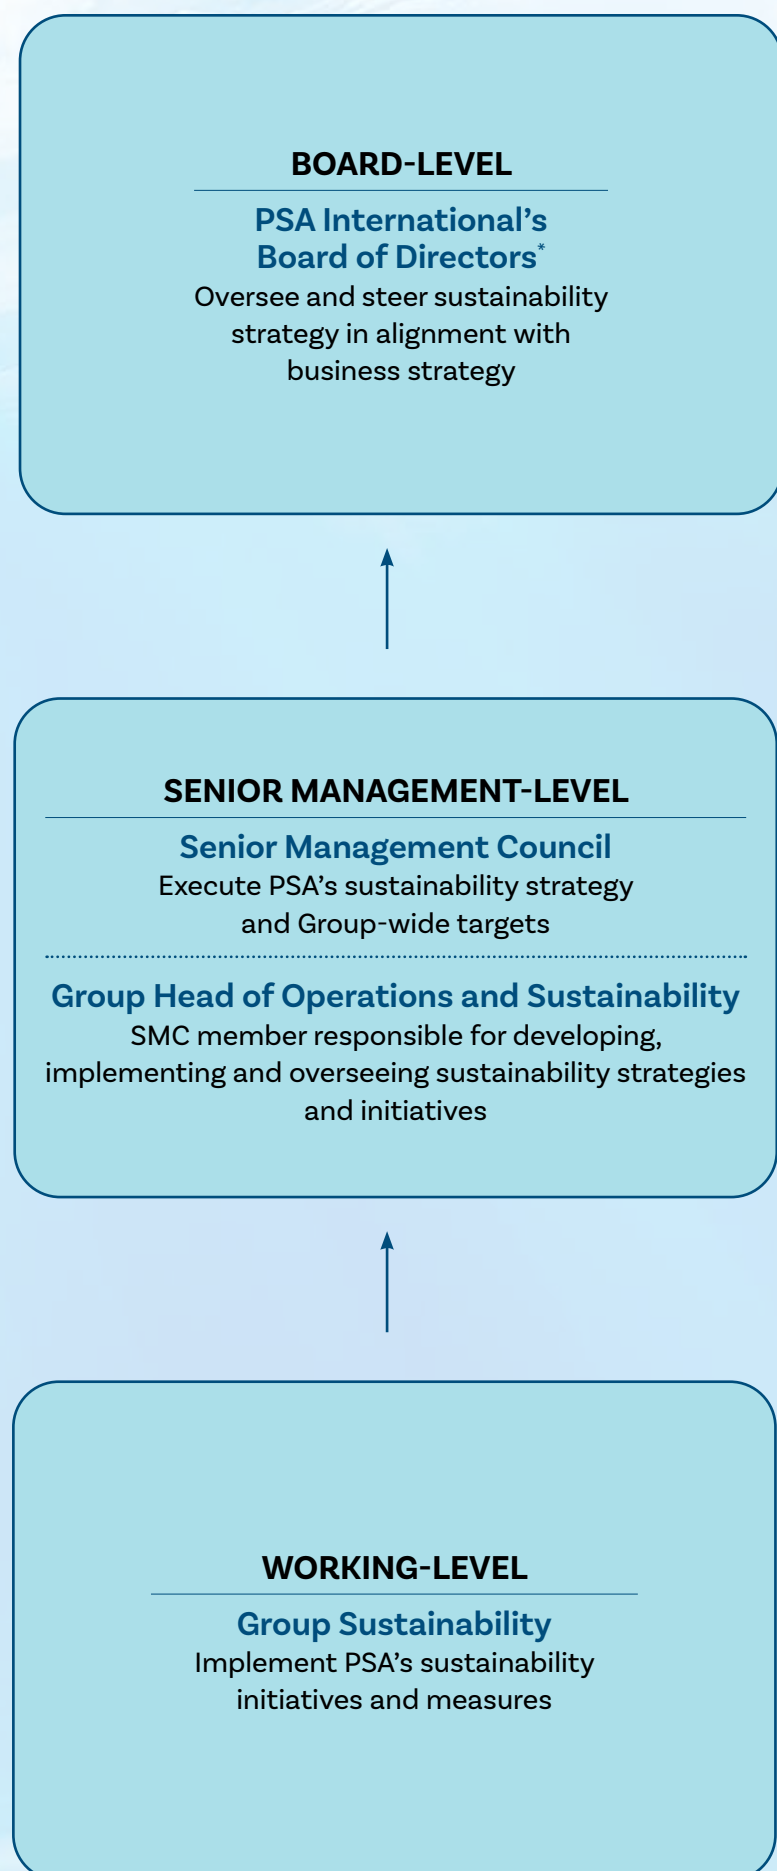 BOARD-LEVEL
PSA International’s
Board of Directors*
Oversee and steer sustainability
strategy in alignment with
business strategy
SENIOR MANAGEMENT-LEVEL
Senior Management Council
Execute PSA’s sustainability strategy
and Group-wide targets
Group Head of Operations and Sustainability
SMC member responsible for developing,
implementing and overseeing sustainability strategies
and initiatives
WORKING-LEVEL
Group Sustainability
Implement PSA’s sustainability
initiatives and measures